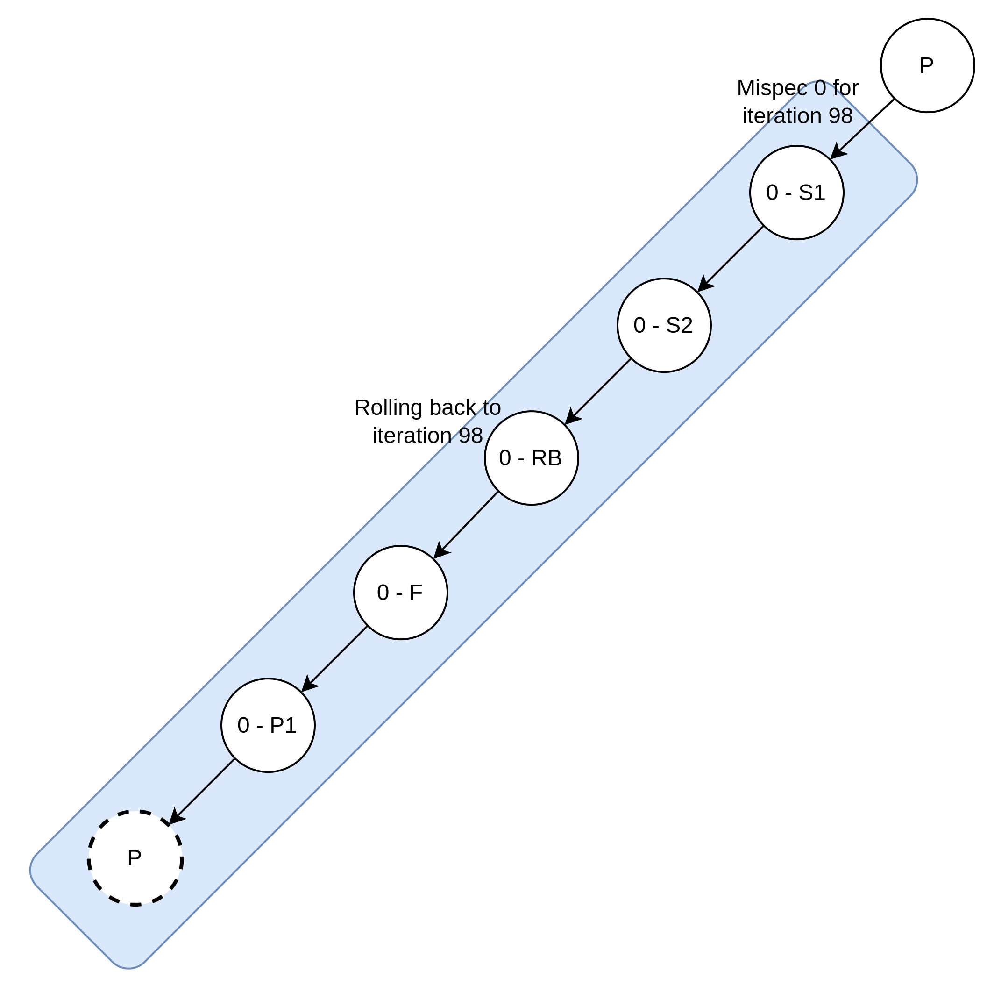 P
Mispec 0 for
iteration 98
0 - S1
0 - S2
Rolling back to
iteration 98
0 - RB
0 - F
0 - P1
P